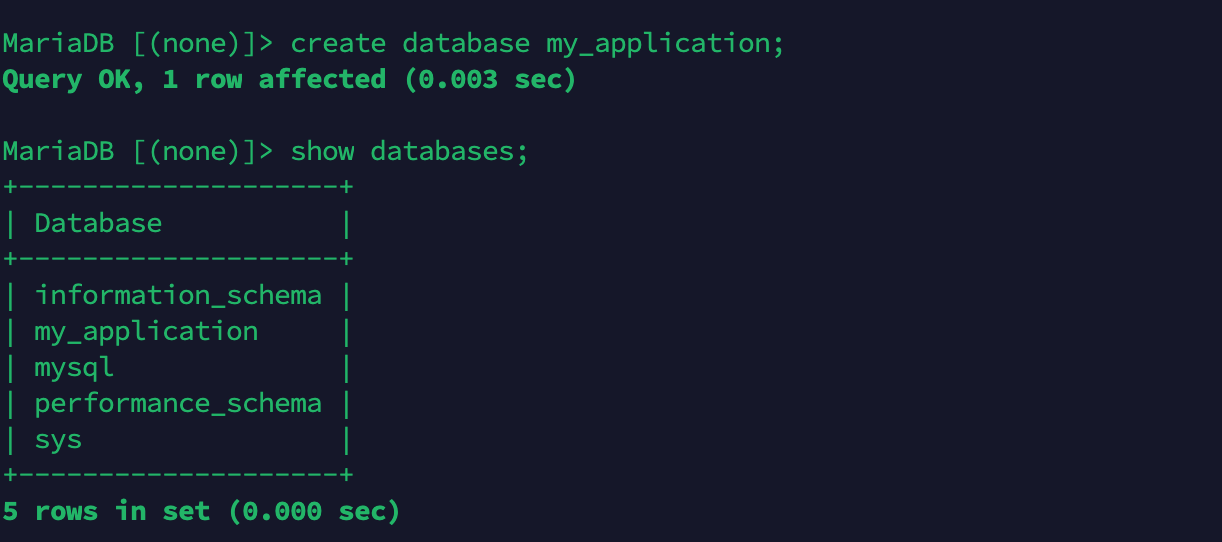 MariaDB [(none)]> create database my_application;
Query OK, 1 row affected (0.003 sec)
MariaDB [(none)]> show databases;
+--------------------+
| Database           |
+--------------------+
| information_schema |
| my_application     |
| mysql              |
| performance_schema |
| sys                |
+--------------------+
5 rows in set (0.000 sec)